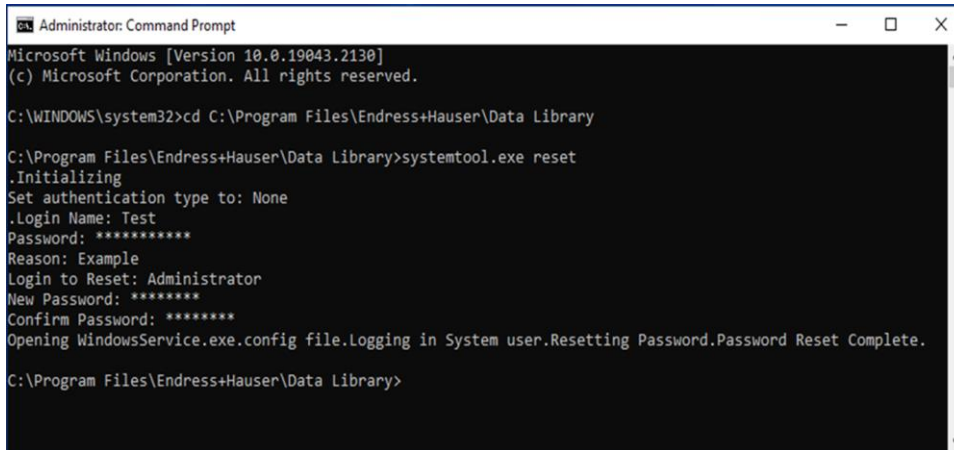 Administrator: Command Prompt
Microsoft Windows [Version 10.0.19043.2130]
(c) Microsoft Corporation. All rights reserved.
C:\WINDOWS\system32>cd C:\Program Files\Endress+Hauser\Data Library
C:\Program Files\Endress+Hauser\Data Library>systemtool.exe reset
.Initializing
Set authentication type to: None
.Login Name: Test
Password: ***********
Reason: Example
Login to Reset: Administrator
New Password: ********
Confirm Password: ********
Opening WindowsService.exe.config file.Logging in System user.Resetting Password.Password Reset Complete.
C:\Program Files\Endress+Hauser\Data Library>